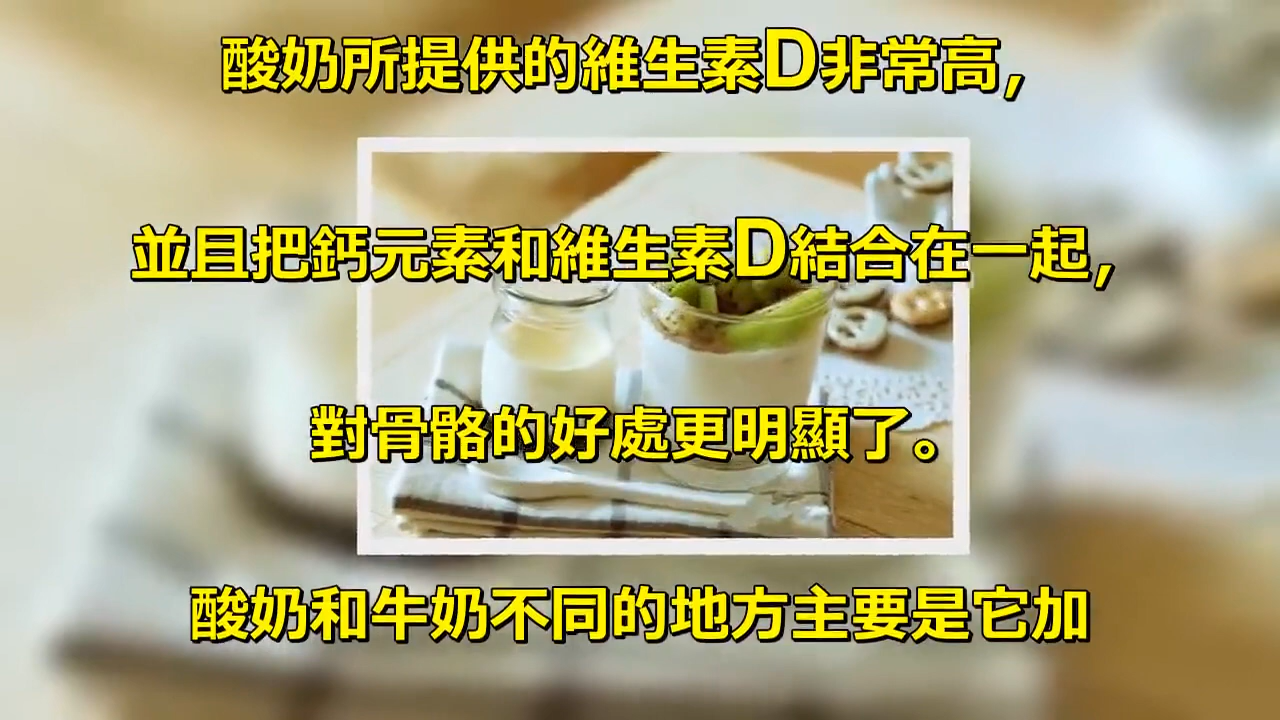 酸奶所提供的維生素D非常高,
並且把鈣元素和維生素D結合在一起,
對骨骼的好處更明顯了。
酸奶和牛奶不同的地方主要是它加